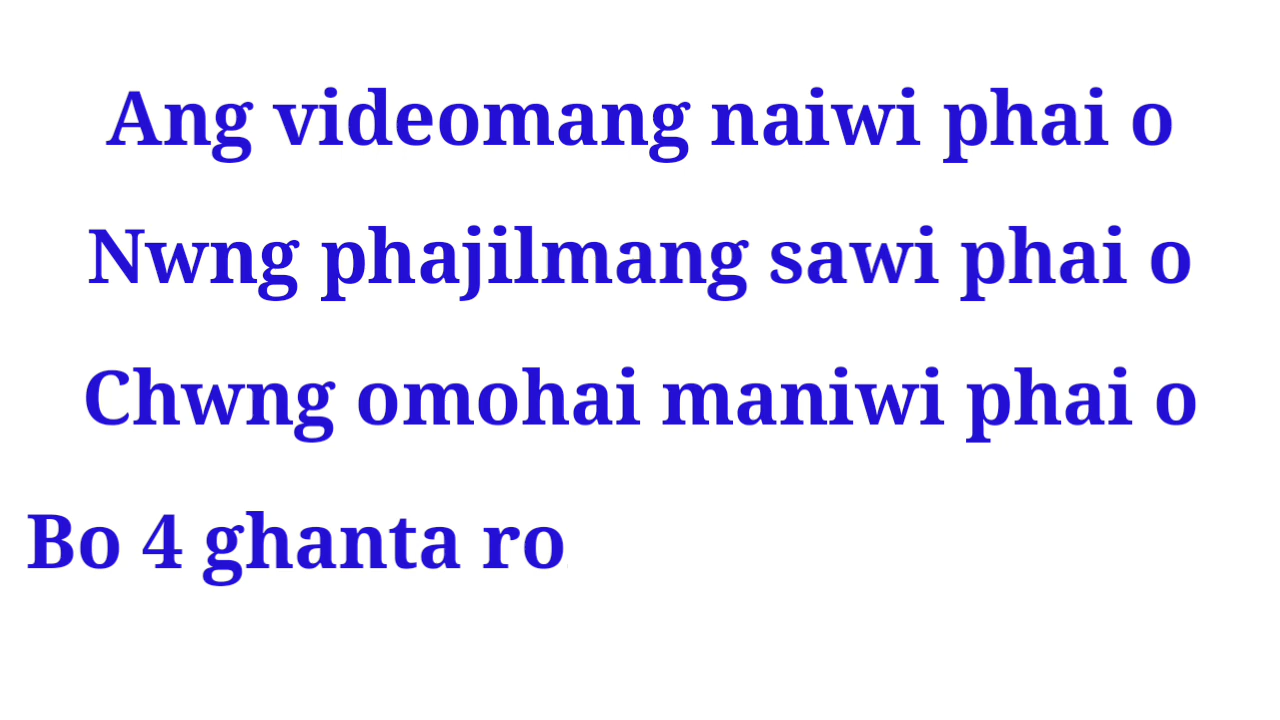 Ang videomang naiwi phai o
Nwng phajilmang sawi phai o
Chwng omohai maniwi phai o
Bo 4 ghanta ro